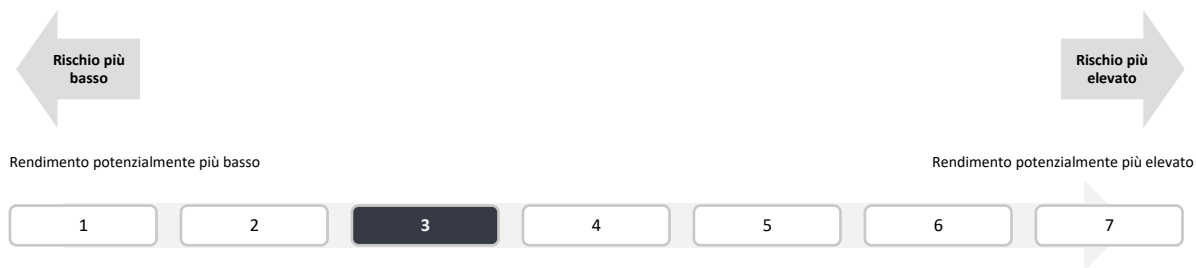 Rischio più
basso
Rischio più
elevato
Rendimento potenzialmente più basso
Rendimento potenzialmente più elevato
1 2 3 4 5 6 7